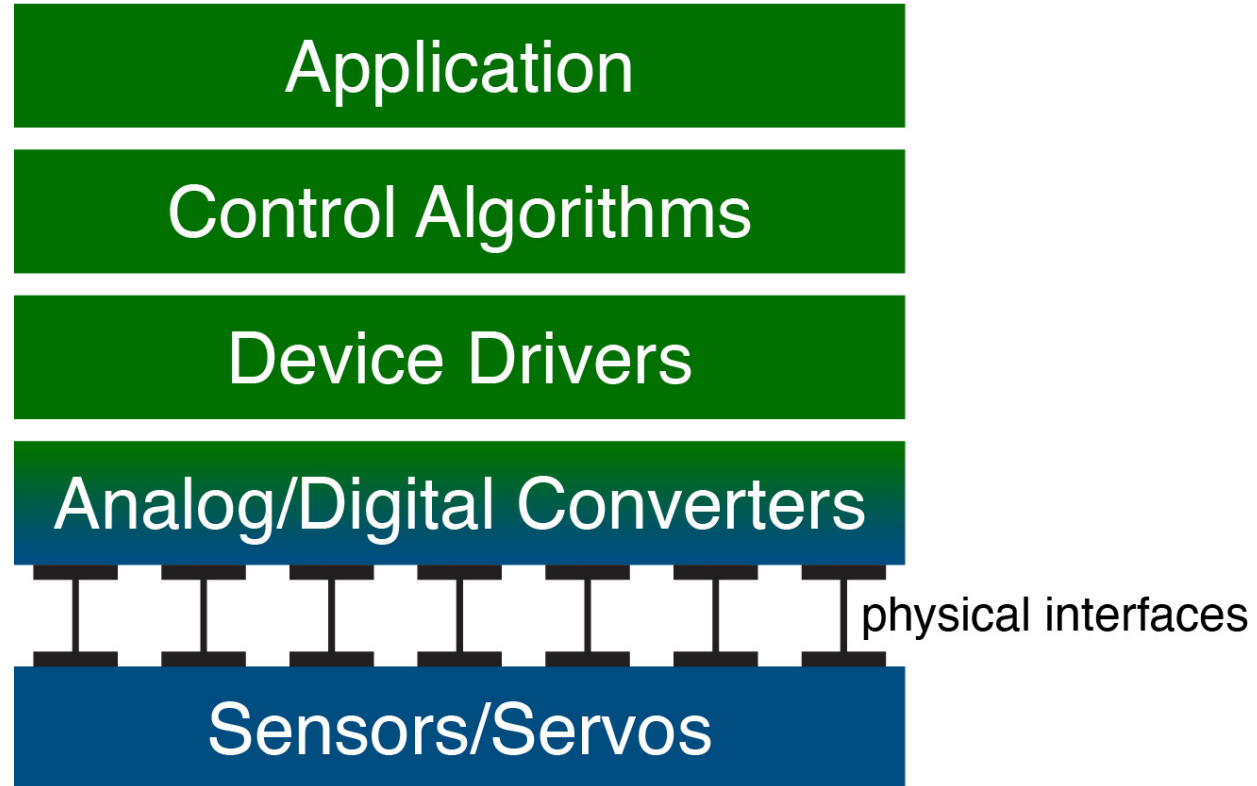 Application
Control Algorithms
Device Drivers
Analog/Digital Converters
physical interfaces
Sensors/Servos